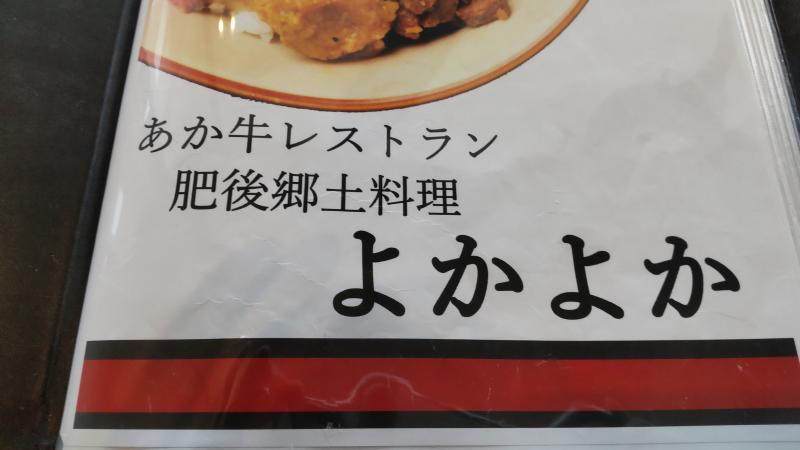 あか牛レストラン
肥後郷土料理
よかよか